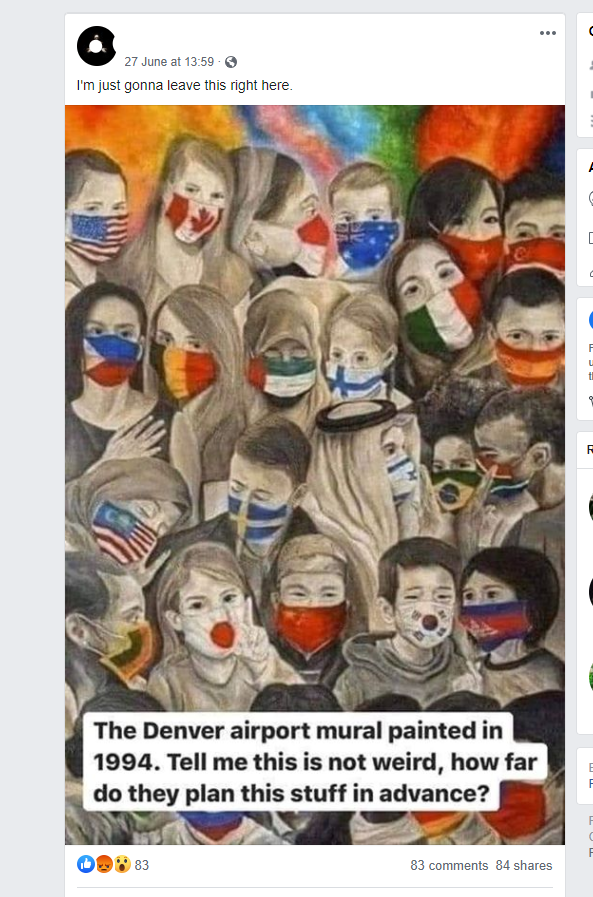 27 June at 13:59 ·
I'm just gonna leave this right here.
The Denver airport mural painted in
1994. Tell me this is not weird, how far
do they plan this stuff in advance?
83
83 comments 84 shares